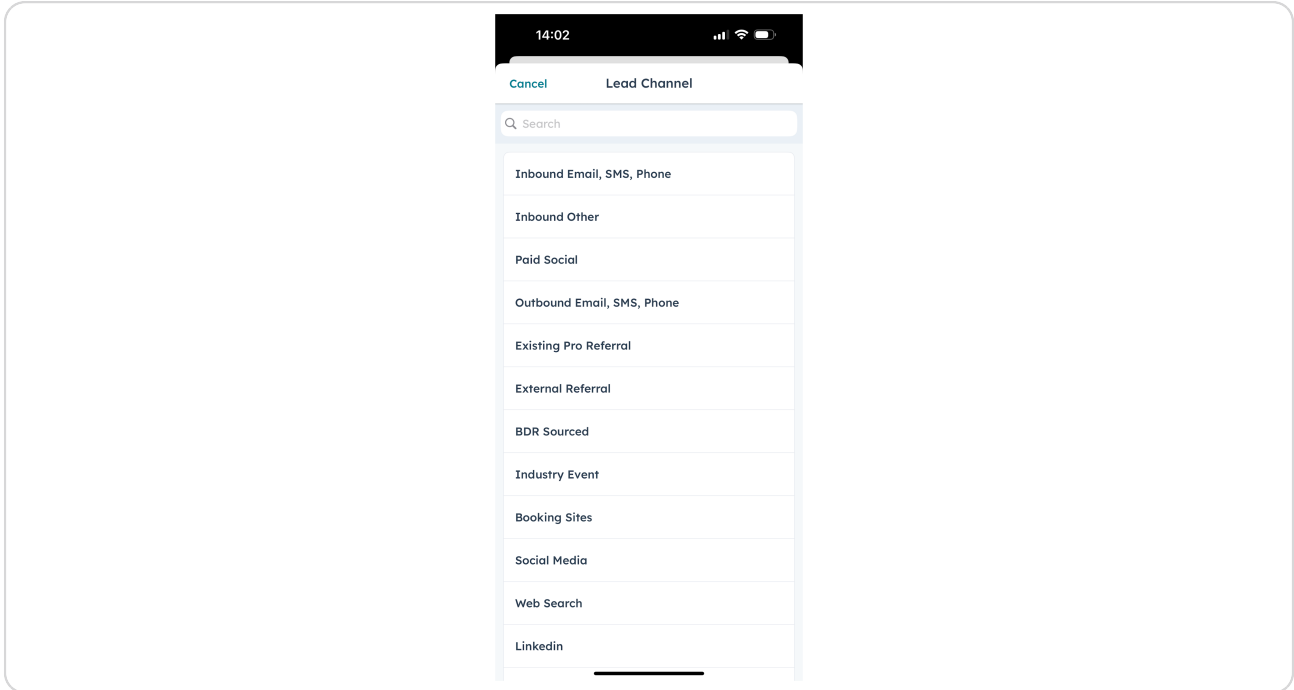 14:02
Cancel
Lead Channel
Search
Inbound Email, SMS, Phone
Inbound Other
Paid Social
Outbound Email, SMS, Phone
Existing Pro Referral
External Referral
BDR Sourced
Industry Event
Booking Sites
Social Media
Web Search
Linkedin